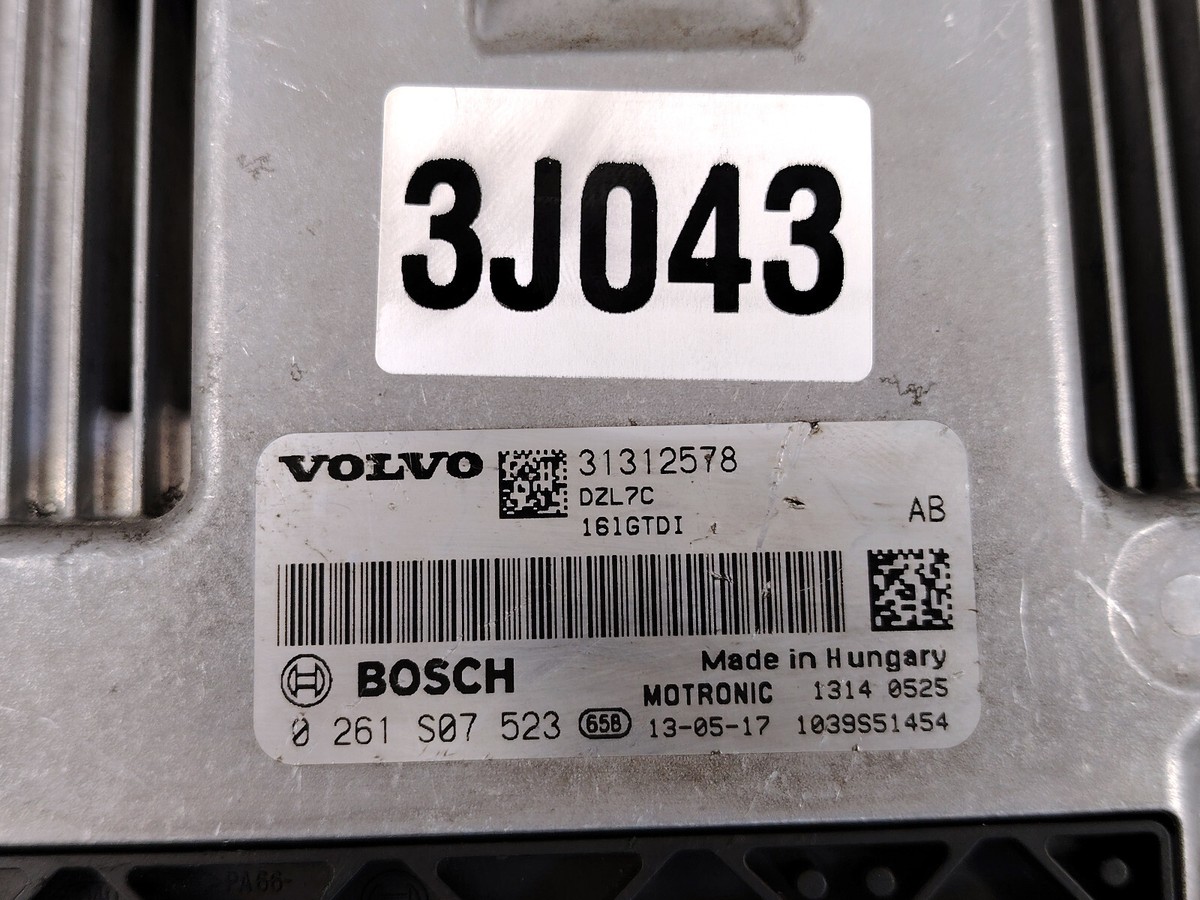 3J043
VOLVO 31312578
DZL7C
161GTDI
AB
Made in Hungary
BOSCH
MOTRONIC 1314 0525
0 261 S07 523 65B 13-05-17 1039S51454
PA66-